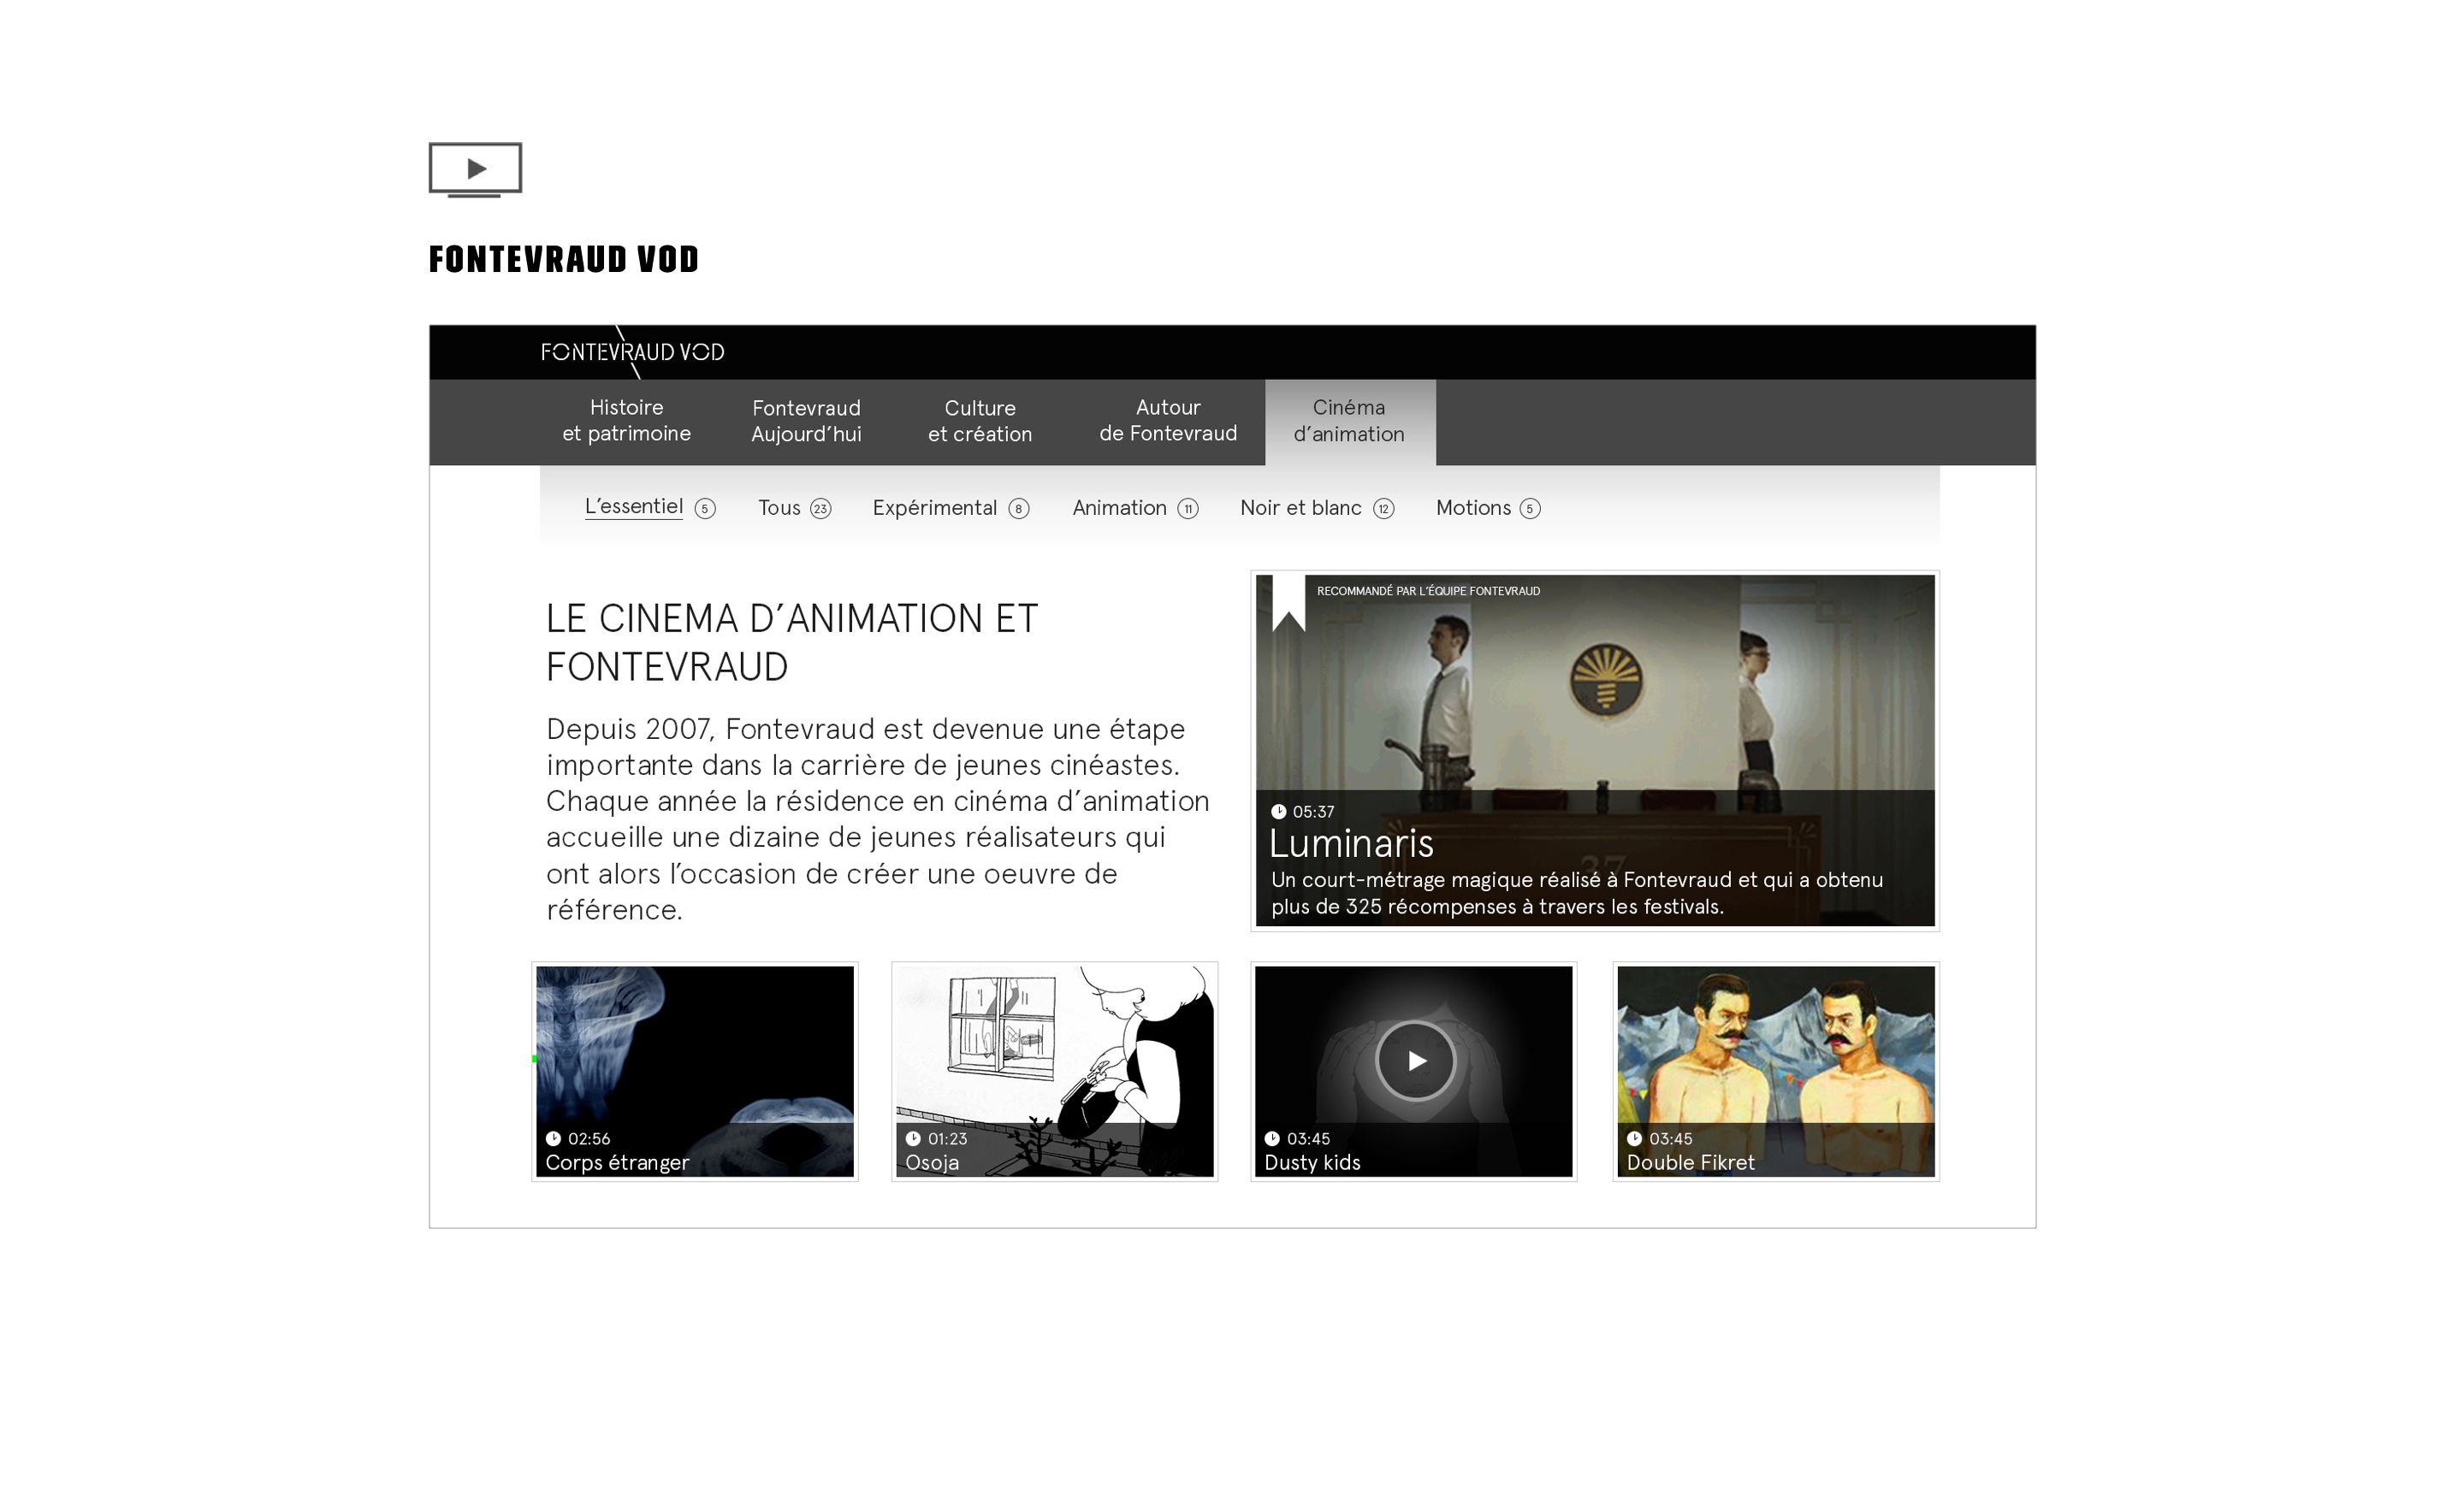 FONTEVRAUD VOD
FONTEVRAUD VOD
Histoire
et patrimoine
Fontevraud
Aujourd’hui
Culture
et création
Autour
de Fontevraud
Cinéma
d’animation
L’essentiel 5 Tous 23 Expérimental 8 Animation 11 Noir et blanc 12 Motions 5
LE CINEMA D’ANIMATION ET
FONTEVRAUD
Depuis 2007, Fontevraud est devenue une étape
importante dans la carrière de jeunes cinéastes.
Chaque année la résidence en cinéma d’animation
accueille une dizaine de jeunes réalisateurs qui
ont alors l’occasion de créer une oeuvre de
référence.
RECOMMANDÉ PAR L’ÉQUIPE FONTEVRAUD
05:37
Luminaris
37
Un court-métrage magique réalisé à Fontevraud et qui a obtenu
plus de 325 récompenses à travers les festivals.
02:56
Corps étranger
01:23
Osoja
03:45
Dusty kids
03:45
Double Fikret